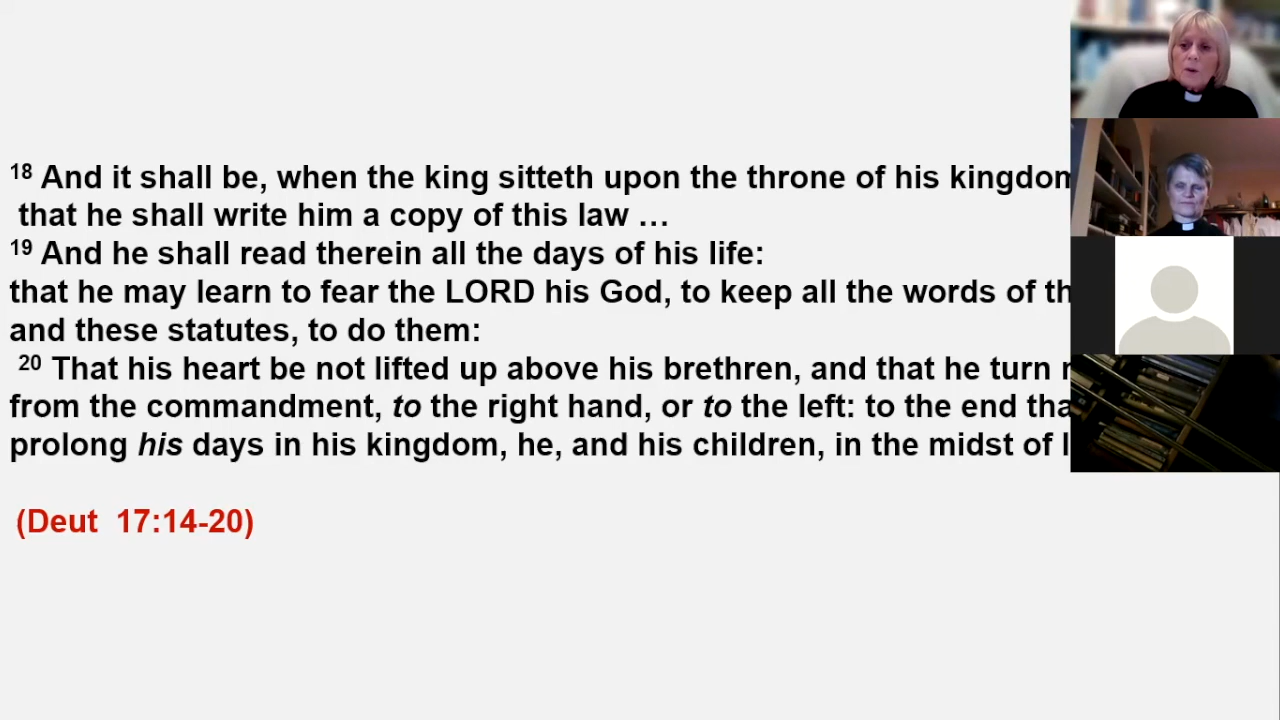 18 And it shall be, when the king sitteth upon the throne of his kingdom
that he shall write him a copy of this law …
19 And he shall read therein all the days of his life:
that he may learn to fear the LORD his God, to keep all the words of
and these statutes, to do them:
20 That his heart be not lifted up above his brethren, and that he turn
from the commandment, to the right hand, or to the left: to the end
prolong his days in his kingdom, he, and his children, in the midst of
(Deut 17:14-20)